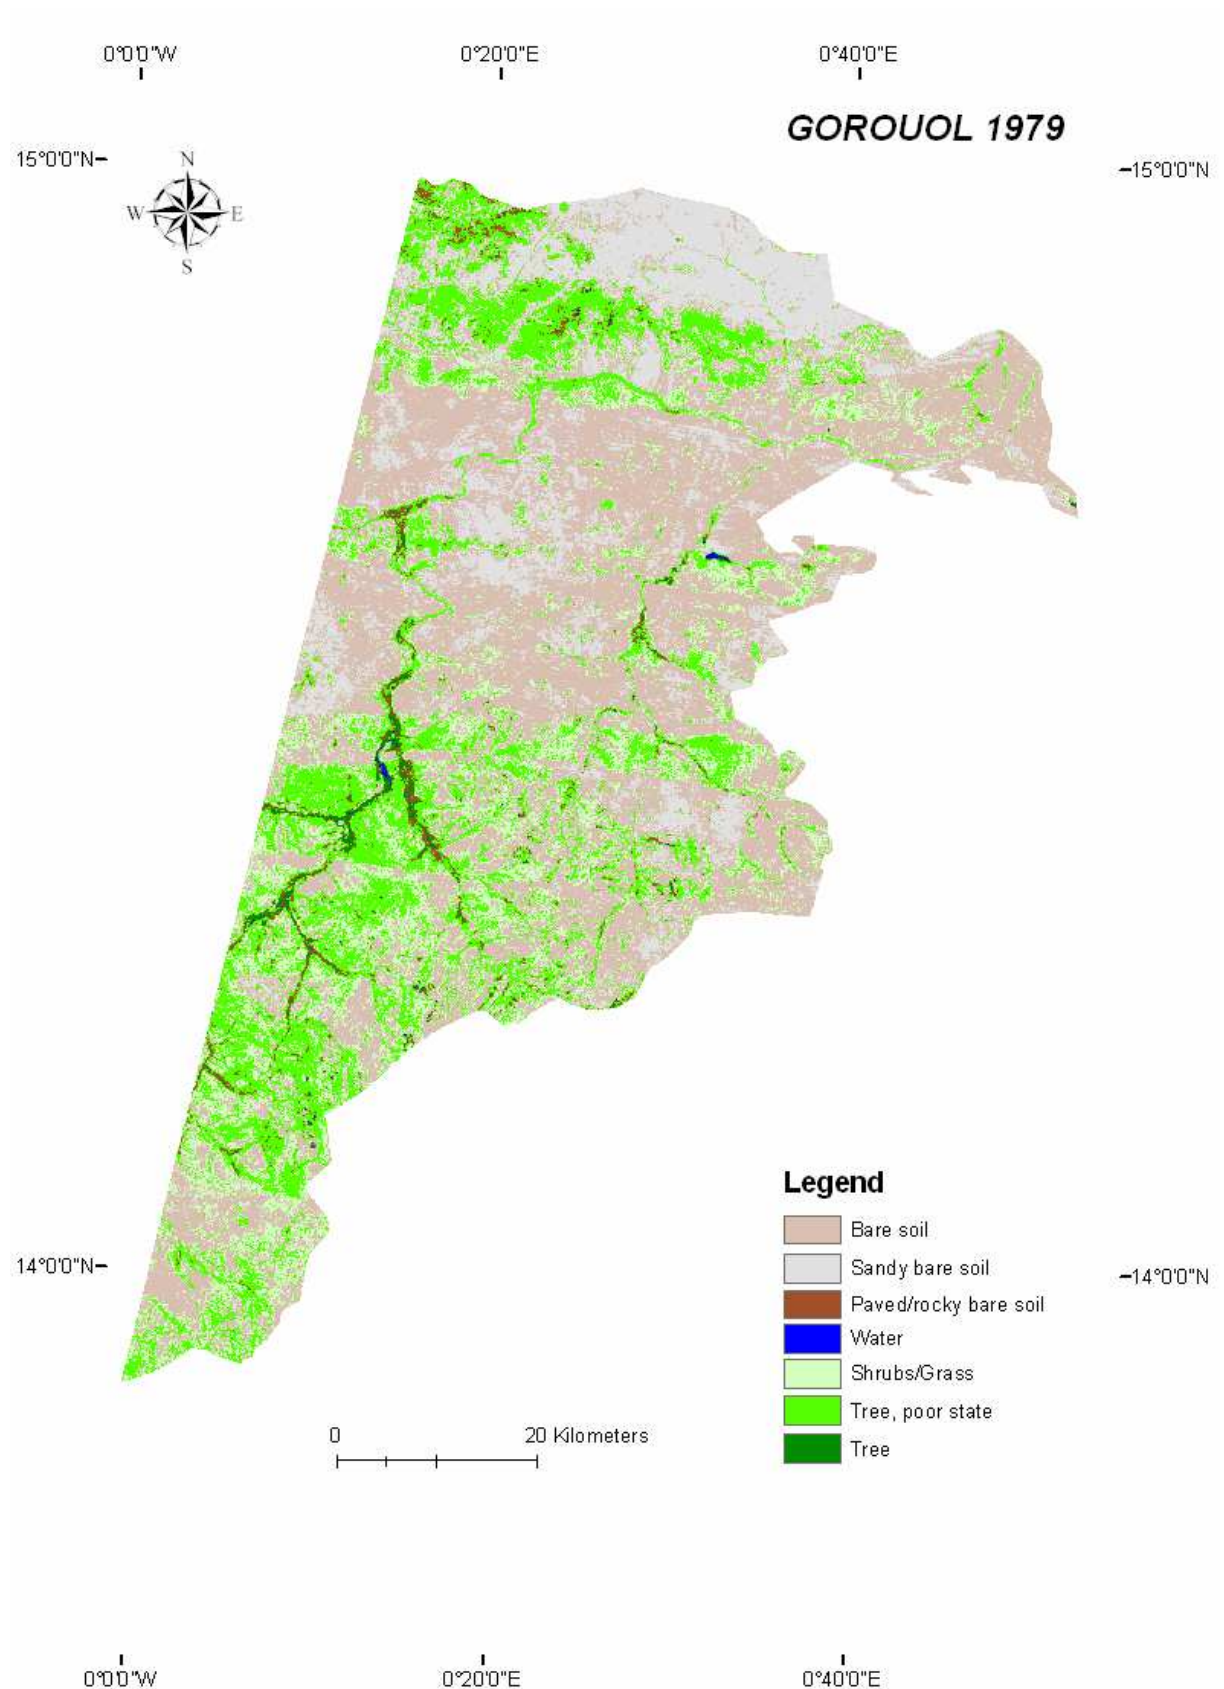 0°0'0"W 0°20'0"E 0°40'0"E
GOROUOL 1979
15°0'0"N
15°0'0"N
N
W E
S
Legend
Bare soil
Sandy bare soil
Paved/rocky bare soil
Water
Shrubs/Grass
Tree, poor state
Tree
14°0'0"N
14°0'0"N
0 20 Kilometers
0°0'0"W 0°20'0"E 0°40'0"E